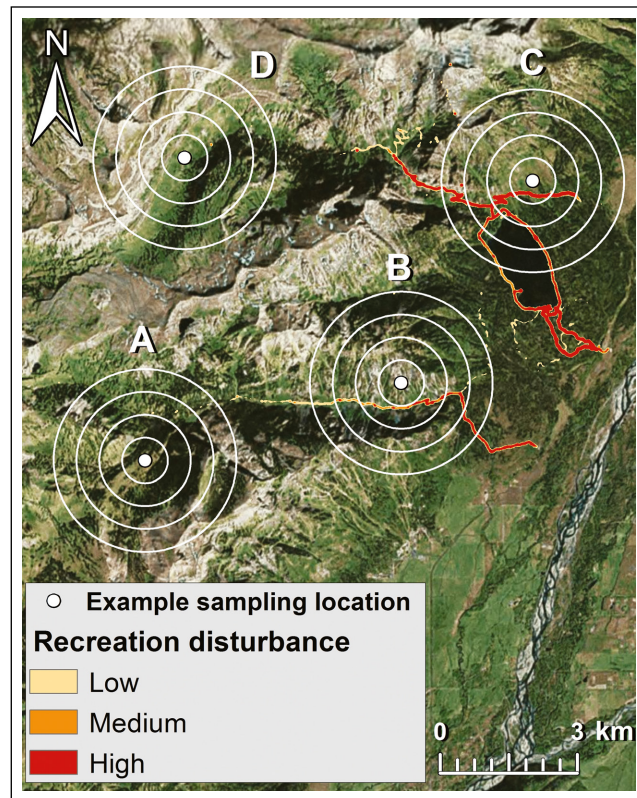 N
D
C
B
A
Example sampling location
Recreation disturbance
Low
Medium
High
0 3 km